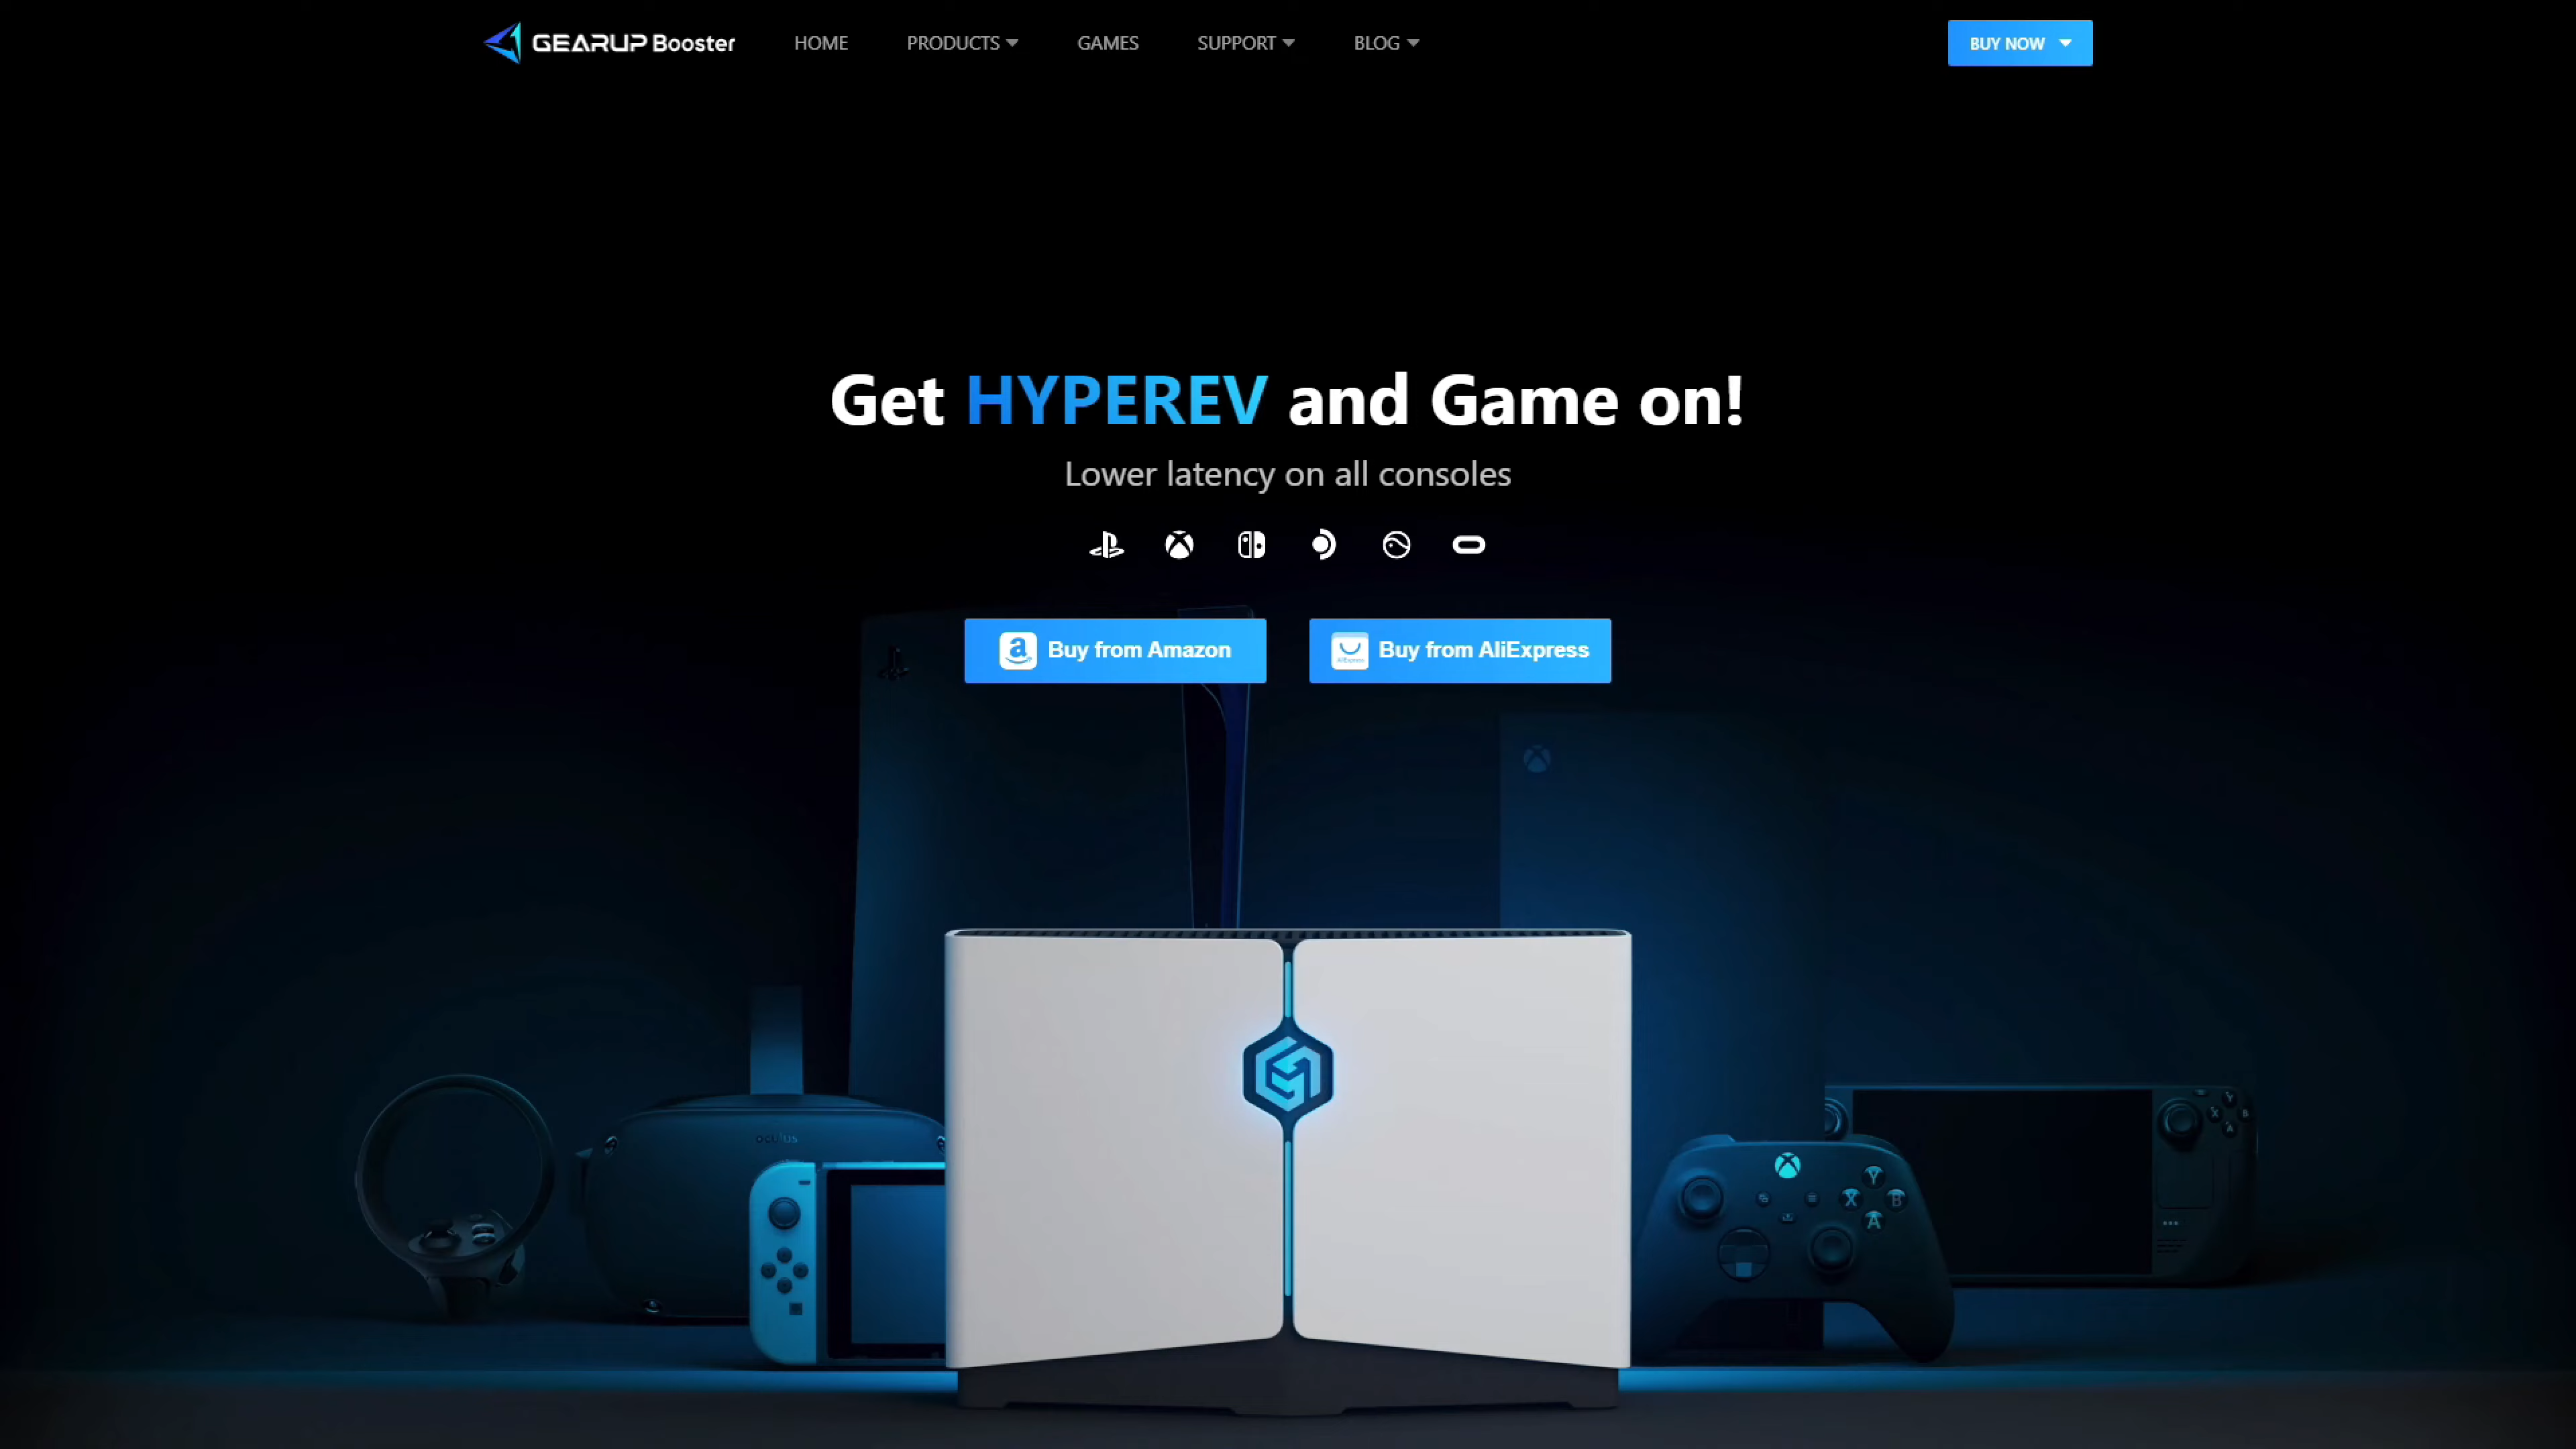 GEARUP Booster
HOME
PRODUCTS
GAMES
SUPPORT
BLOG
BUY NOW
Get HYPEREV and Game on!
Lower latency on all consoles
Buy from Amazon
Buy from AliExpress
oculus
Y
X
B
A
Y
X
B
A